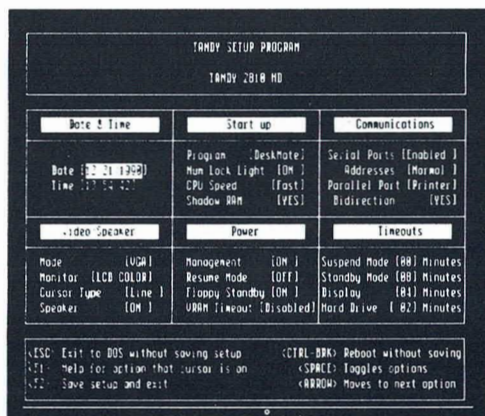 TANDY SETUP PROGRAM
TANDY 2810 HD
Date & Time
Start up
Communications
Date [12 21 1990]
Time
Program [DeskMate]
Num Lock Light [ON ]
CPU Speed [Fast]
Shadow RAM [YES]
Serial Ports [Enabled ]
Addresses [Normal ]
Parallel Port [Printer]
Bidirection [YES]
Video Speaker
Power
Timeouts
Mode [VGA]
Monitor [LCD COLOR]
Cursor Type [Line ]
Speaker [ON ]
Management [ON ]
Resume Mode [OFF]
Floppy Standby [ON ]
VRAM Timeout [Disabled]
Suspend Mode [00] Minutes
Standby Mode [00] Minutes
Display [04] Minutes
Hard Drive [ 02] Minutes
<ESC> Exit to DOS without saving setup
<F1> Help for option that cursor is on
<F2> Save setup and exit
<CTRL-BRK> Reboot without saving
<SPACE> Toggles options
<ARROW> Moves to next option